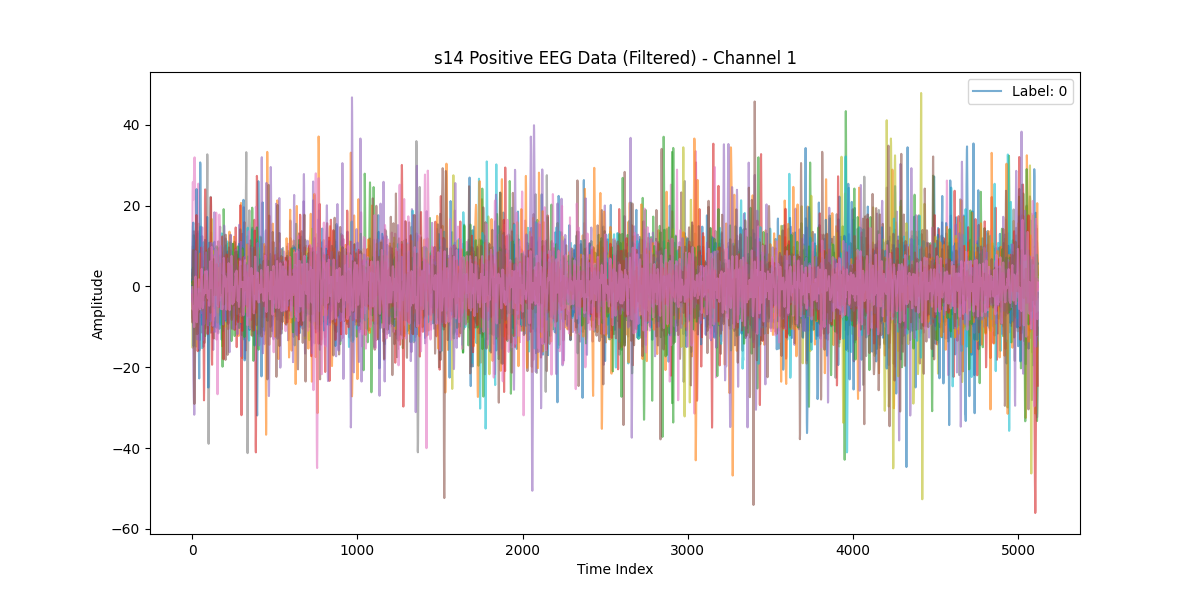 s14 Positive EEG Data (Filtered) - Channel 1
Label: 0
40
20
0
−20
−40
−60
Amplitude
0 1000 2000 3000 4000 5000
Time Index